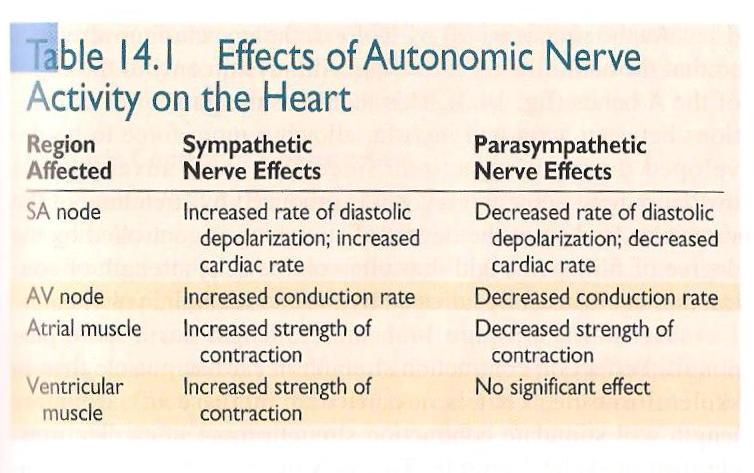 Table 14.1 Effects of Autonomic Nerve
Activity on the Heart
Region Sympathetic Parasympathetic
Affected Nerve Effects Nerve Effects
SA node Increased rate of diastolic Decreased rate of diastolic
depolarization; increased depolarization; decreased
cardiac rate cardiac rate
AV node Increased conduction rate Decreased conduction rate
Atrial muscle Increased strength of Decreased strength of
contraction contraction
Ventricular Increased strength of No significant effect
muscle contraction